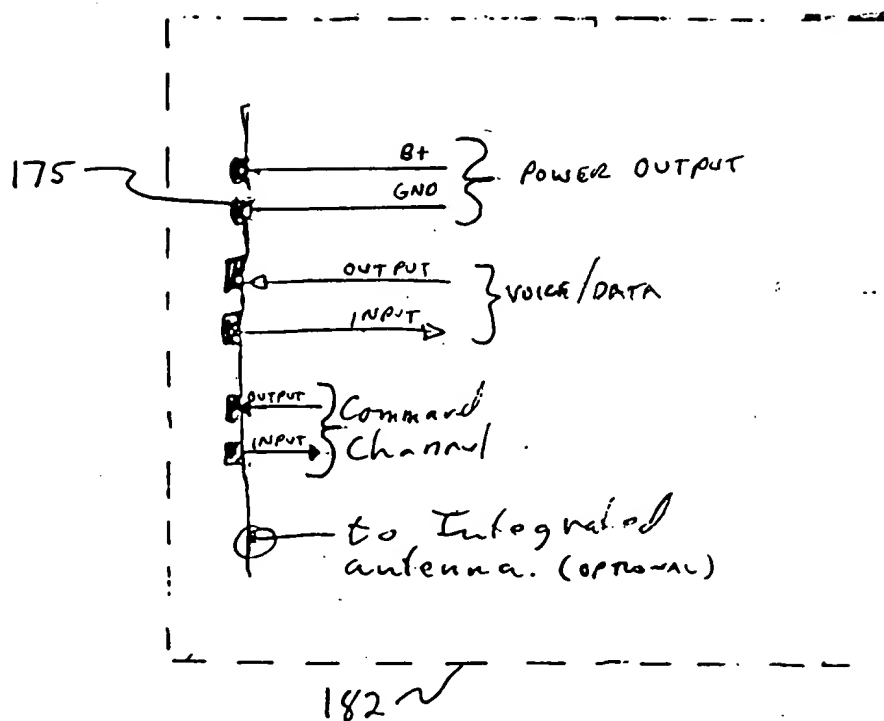 B+
175
POWER OUTPUT
GND
OUTPUT
VOICE/DATA
INPUT
OUTPUT
Command
INPUT
Channel
to Integrated
antenna. (OPTIONAL)
182